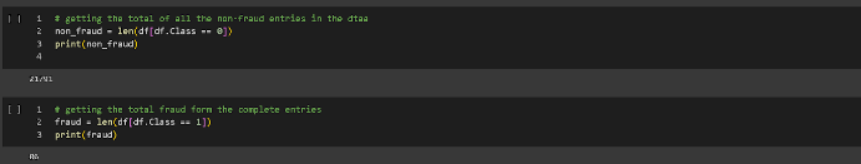 [ ] 1 # getting the total of all the non-fraud entries in the dtaa
2 non_fraud = len(df[df.Class == 0])
3 print(non_fraud)
4
[ ] 1 # getting the total fraud form the complete entries
2 fraud = len(df[df.Class == 1])
3 print(fraud)